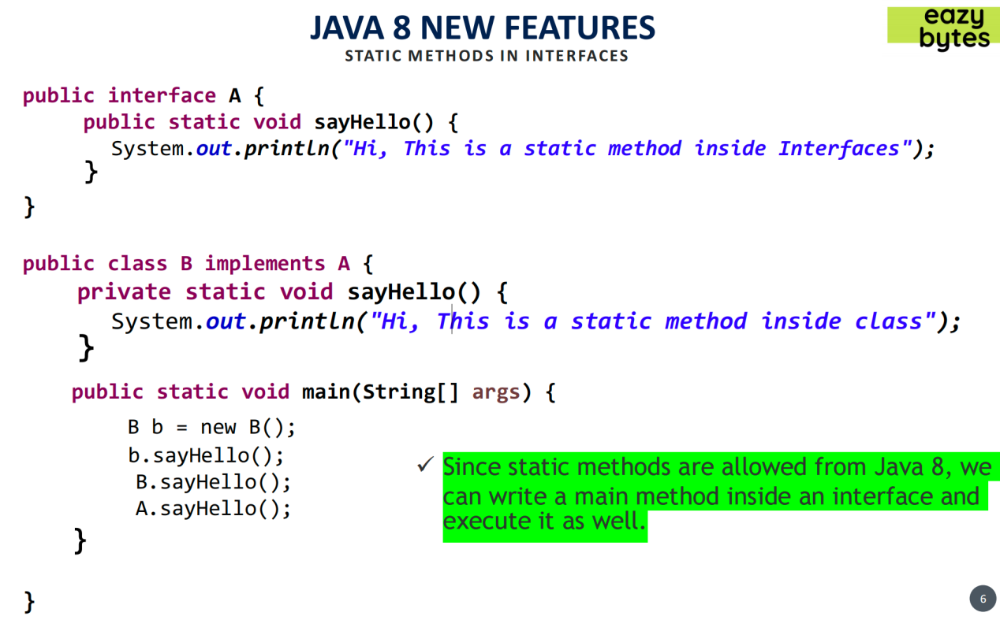 JAVA 8 NEW FEATURES
STATIC METHODS IN INTERFACES
eazy
bytes
public interface A {
public static void sayHello() {
System.out.println("Hi, This is a static method inside Interfaces");
}
}
public class B implements A {
private static void sayHello() {
System.out.println("Hi, This is a static method inside class");
}
public static void main(String[] args) {
B b = new B();
b.sayHello();
B.sayHello();
A.sayHello();
}
✓ Since static methods are allowed from Java 8, we
can write a main method inside an interface and
execute it as well.
}
6